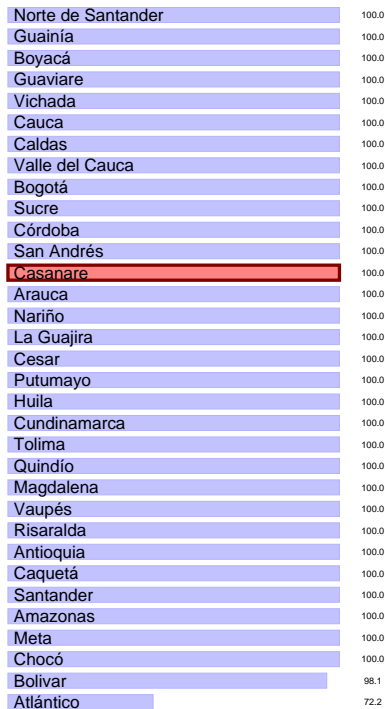 Norte de Santander 100.0
Guainía 100.0
Boyacá 100.0
Guaviare 100.0
Vichada 100.0
Cauca 100.0
Caldas 100.0
Valle del Cauca 100.0
Bogotá 100.0
Sucre 100.0
Córdoba 100.0
San Andrés 100.0
Casanare 100.0
Arauca 100.0
Nariño 100.0
La Guajira 100.0
Cesar 100.0
Putumayo 100.0
Huila 100.0
Cundinamarca 100.0
Tolima 100.0
Quindío 100.0
Magdalena 100.0
Vaupés 100.0
Risaralda 100.0
Antioquia 100.0
Caquetá 100.0
Santander 100.0
Amazonas 100.0
Meta 100.0
Chocó 100.0
Bolivar 98.1
Atlántico 72.2